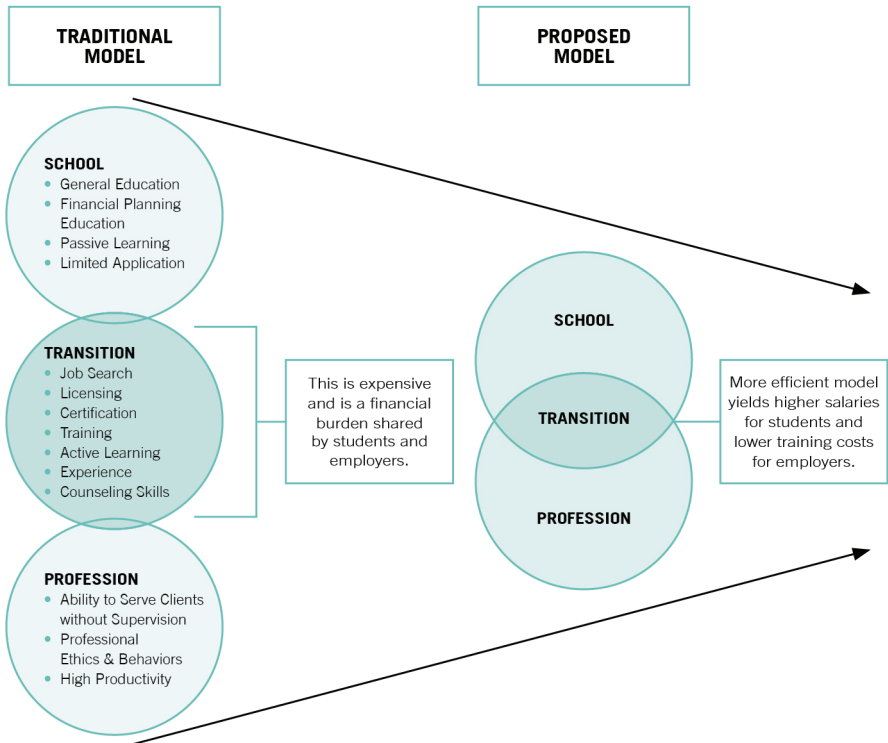 TRADITIONAL
MODEL
PROPOSED
MODEL
SCHOOL
• General Education
• Financial Planning
Education
• Passive Learning
• Limited Application
TRANSITION
• Job Search
• Licensing
• Certification
• Training
• Active Learning
• Experience
• Counseling Skills
This is expensive
and is a financial
burden shared
by students and
employers.
PROFESSION
• Ability to Serve Clients
without Supervision
• Professional
Ethics & Behaviors
• High Productivity
SCHOOL
TRANSITION
PROFESSION
More efficient model
yields higher salaries
for students and
lower training costs
for employers.